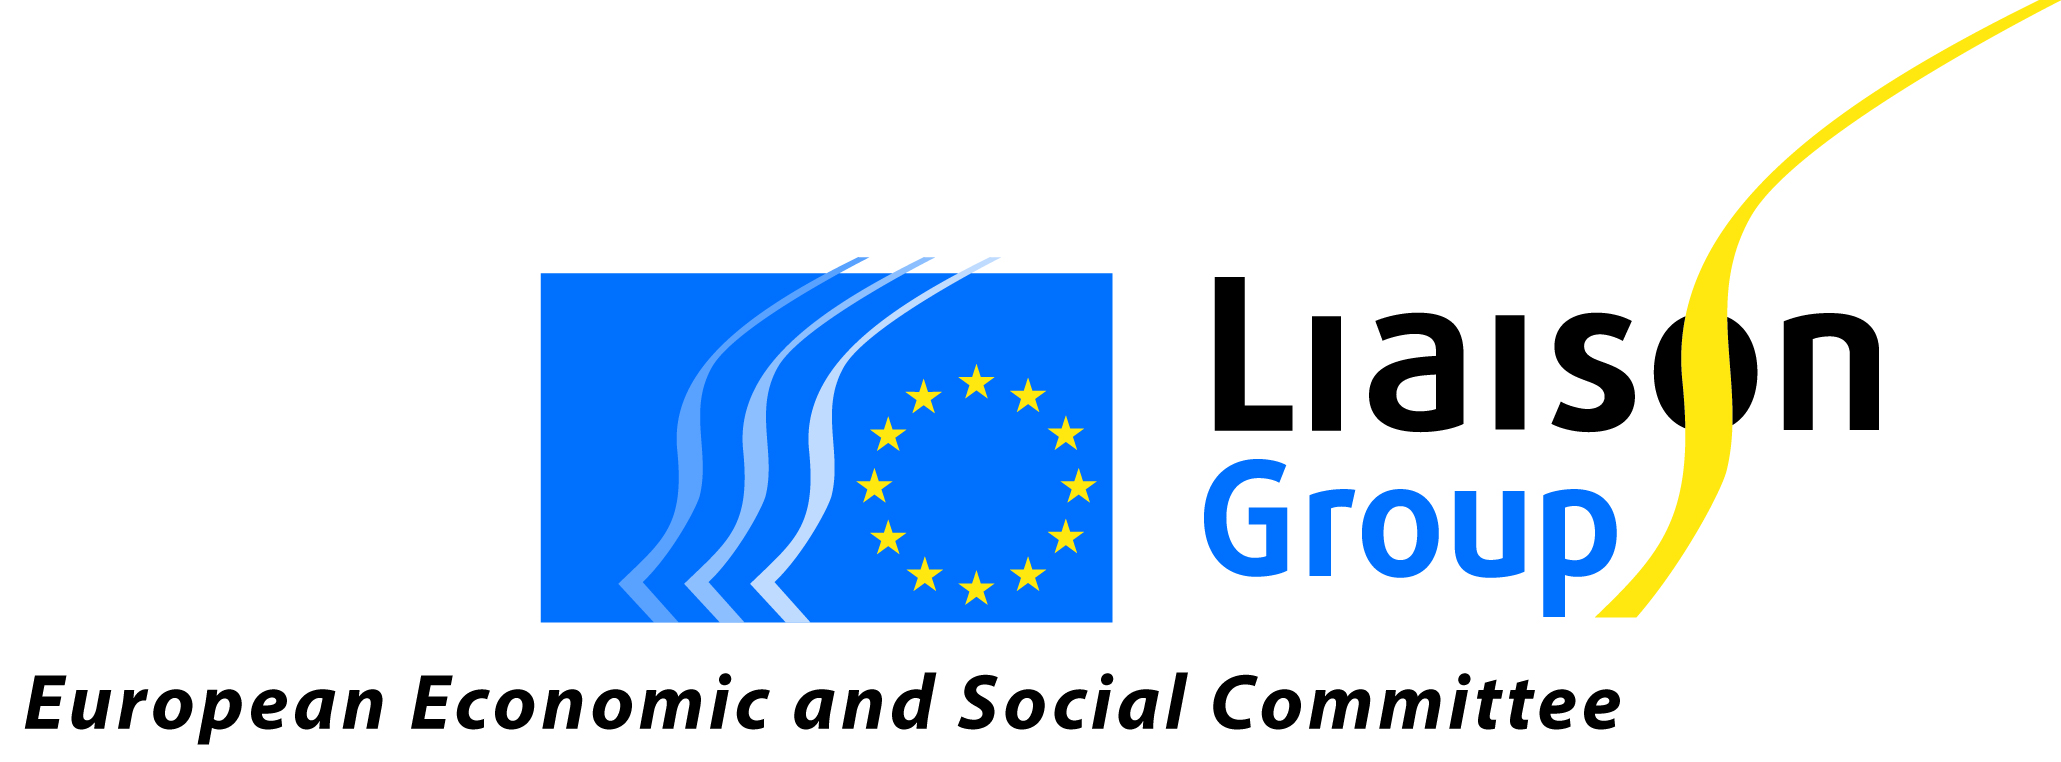 Liaison
Group
European Economic and Social Committee